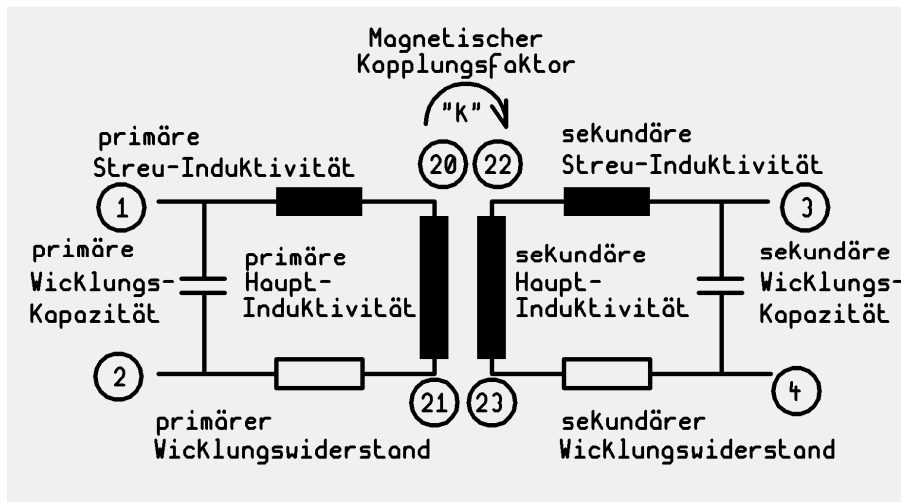 Magnetischer
Kopplungsfaktor
"K"
primäre
Streu-Induktivität
20
22
sekundäre
Streu-Induktivität
1
3
primäre
Wicklungs-
Kapazität
primäre
Haupt-
Induktivität
sekundäre
Haupt-
Induktivität
sekundäre
Wicklungs-
Kapazität
2
21
23
4
primärer
Wicklungswiderstand
sekundärer
Wicklungswiderstand